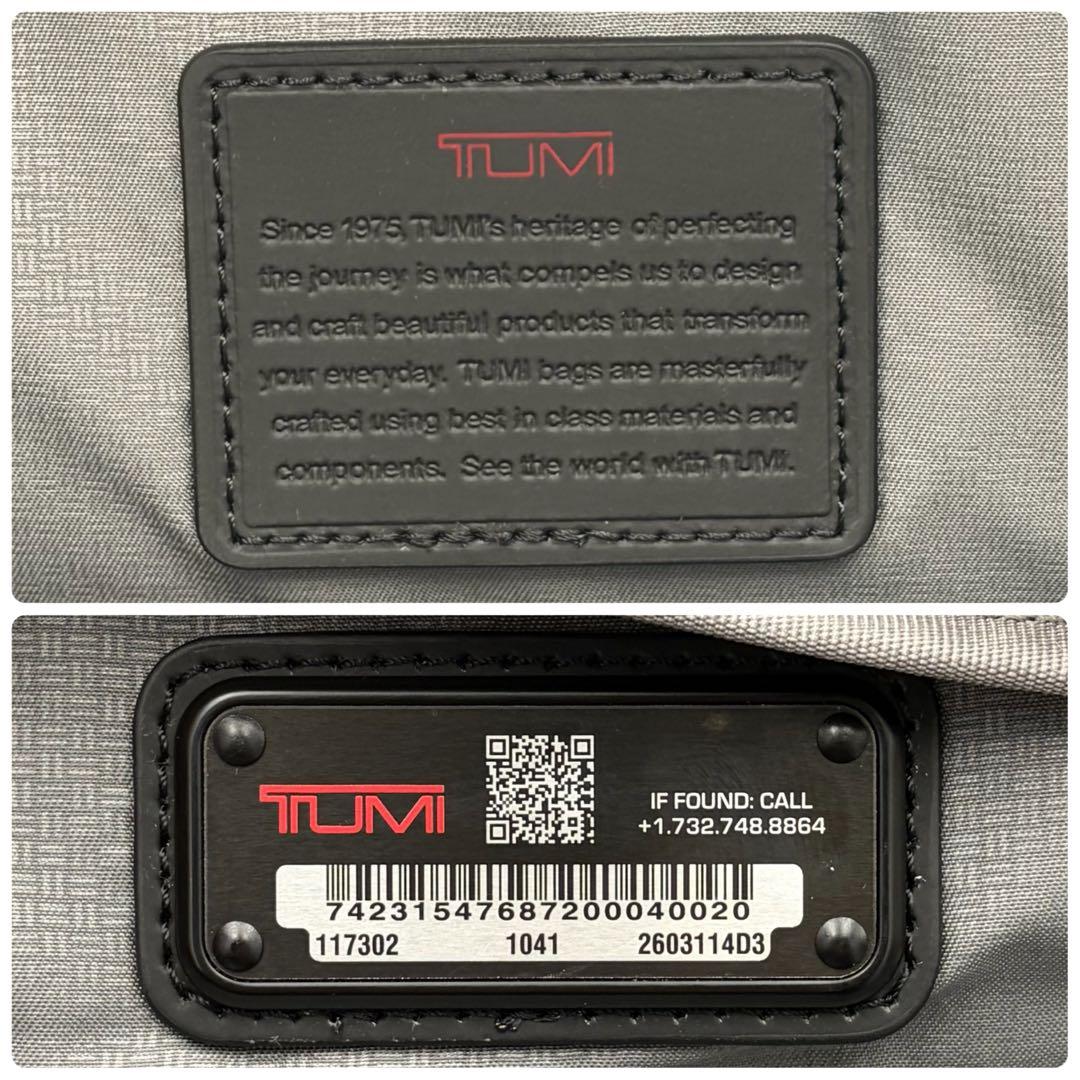 TUMI
Since 1975, TUMI's heritage of perfecting
the journey is what compels us to design
and craft beautiful products that transform
your everyday. TUMI bags are masterfully
crafted using best in class materials and
components. See the world with TUMI.
TUMI
IF FOUND: CALL
+1.732.748.8864
74231547687200040020
117302 1041 2603114D3